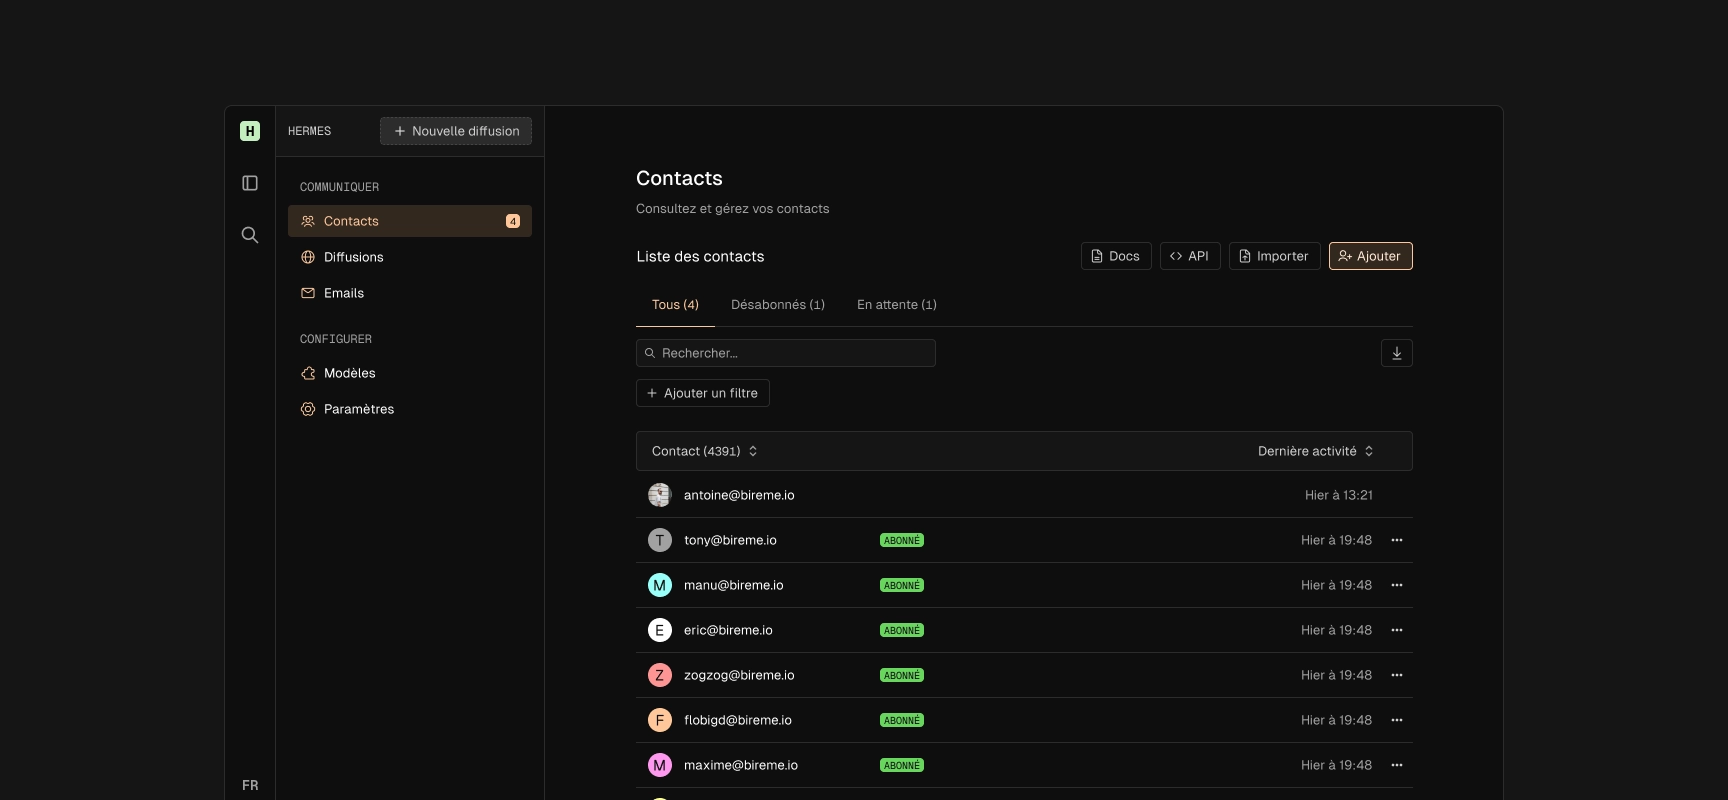 H
HERMES
Nouvelle diffusion
COMMUNIQUER
Contacts 4
Diffusions
Emails
CONFIGURER
Modèles
Paramètres
FR
Contacts
Consultez et gérez vos contacts
Liste des contacts
Docs API Importer Ajouter
Tous (4) Désabonnés (1) En attente (1)
Rechercher...
Ajouter un filtre
Contact (4391) Dernière activité
antoine@bireme.io Hier à 13:21
T tony@bireme.io ABONNÉ Hier à 19:48
M manu@bireme.io ABONNÉ Hier à 19:48
E eric@bireme.io ABONNÉ Hier à 19:48
Z zogzog@bireme.io ABONNÉ Hier à 19:48
F flobigd@bireme.io ABONNÉ Hier à 19:48
M maxime@bireme.io ABONNÉ Hier à 19:48